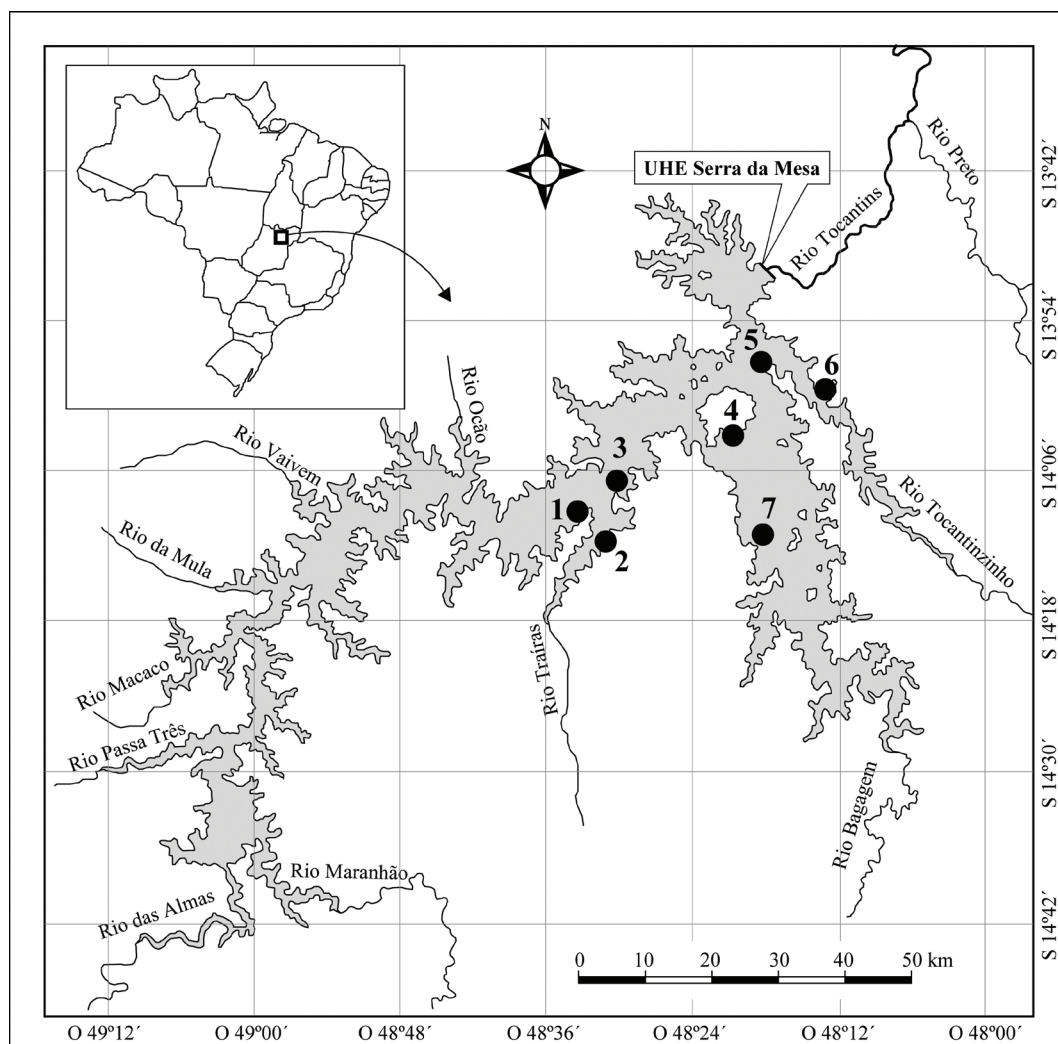 N
UHE Serra da Mesa
Rio Tocantins
Rio Preto
S 13º42´
S 13º54´
S 14º06´
S 14º18´
S 14º30´
S 14º42´
5
6
4
3
1
2
7
Rio Ocão
Rio Vaivem
Rio da Mula
Rio Macaco
Rio Passa Três
Rio Traíras
Rio Tocantinzinho
Rio Bagagem
Rio Maranhão
Rio das Almas
0 10 20 30 40 50 km
O 49º12´ O 49º00´ O 48º48´ O 48º36´ O 48º24´ O 48º12´ O 48º00´